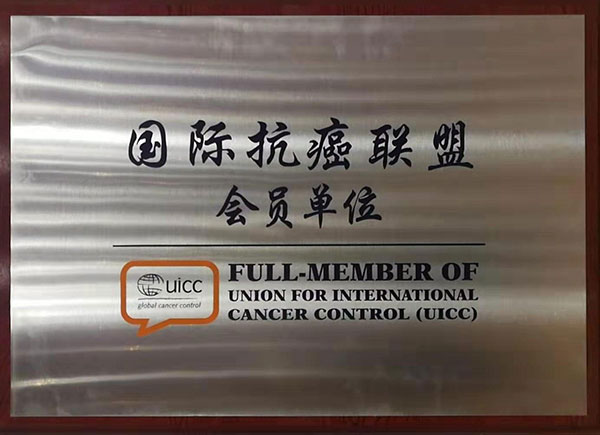 国际抗癌联盟
会员单位
uicc
global cancer control
FULL-MEMBER OF
UNION FOR INTERNATIONAL
CANCER CONTROL (UICC)